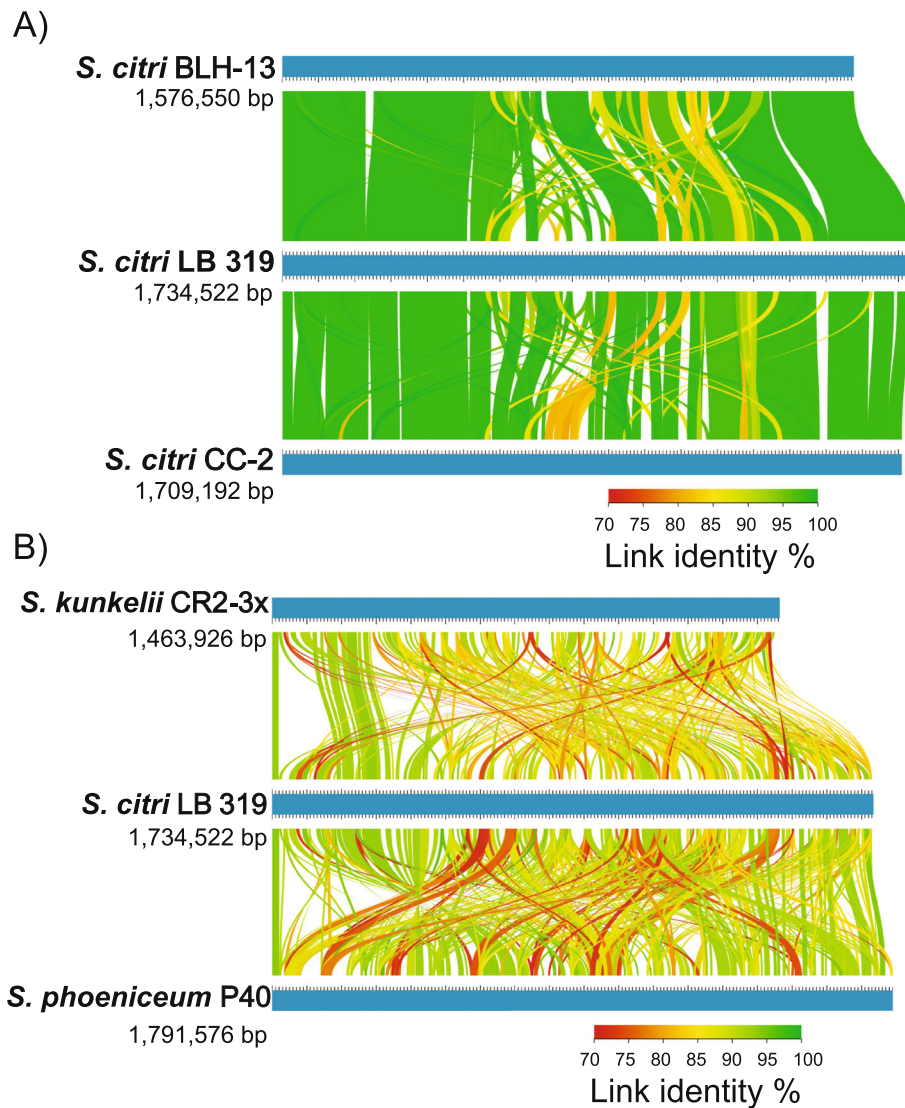 A)
S. citri BLH-13
1,576,550 bp
S. citri LB 319
1,734,522 bp
S. citri CC-2
1,709,192 bp
70 75 80 85 90 95 100
Link identity %
B)
S. kunkelii CR2-3x
1,463,926 bp
S. citri LB 319
1,734,522 bp
S. phoeniceum P40
1,791,576 bp
70 75 80 85 90 95 100
Link identity %